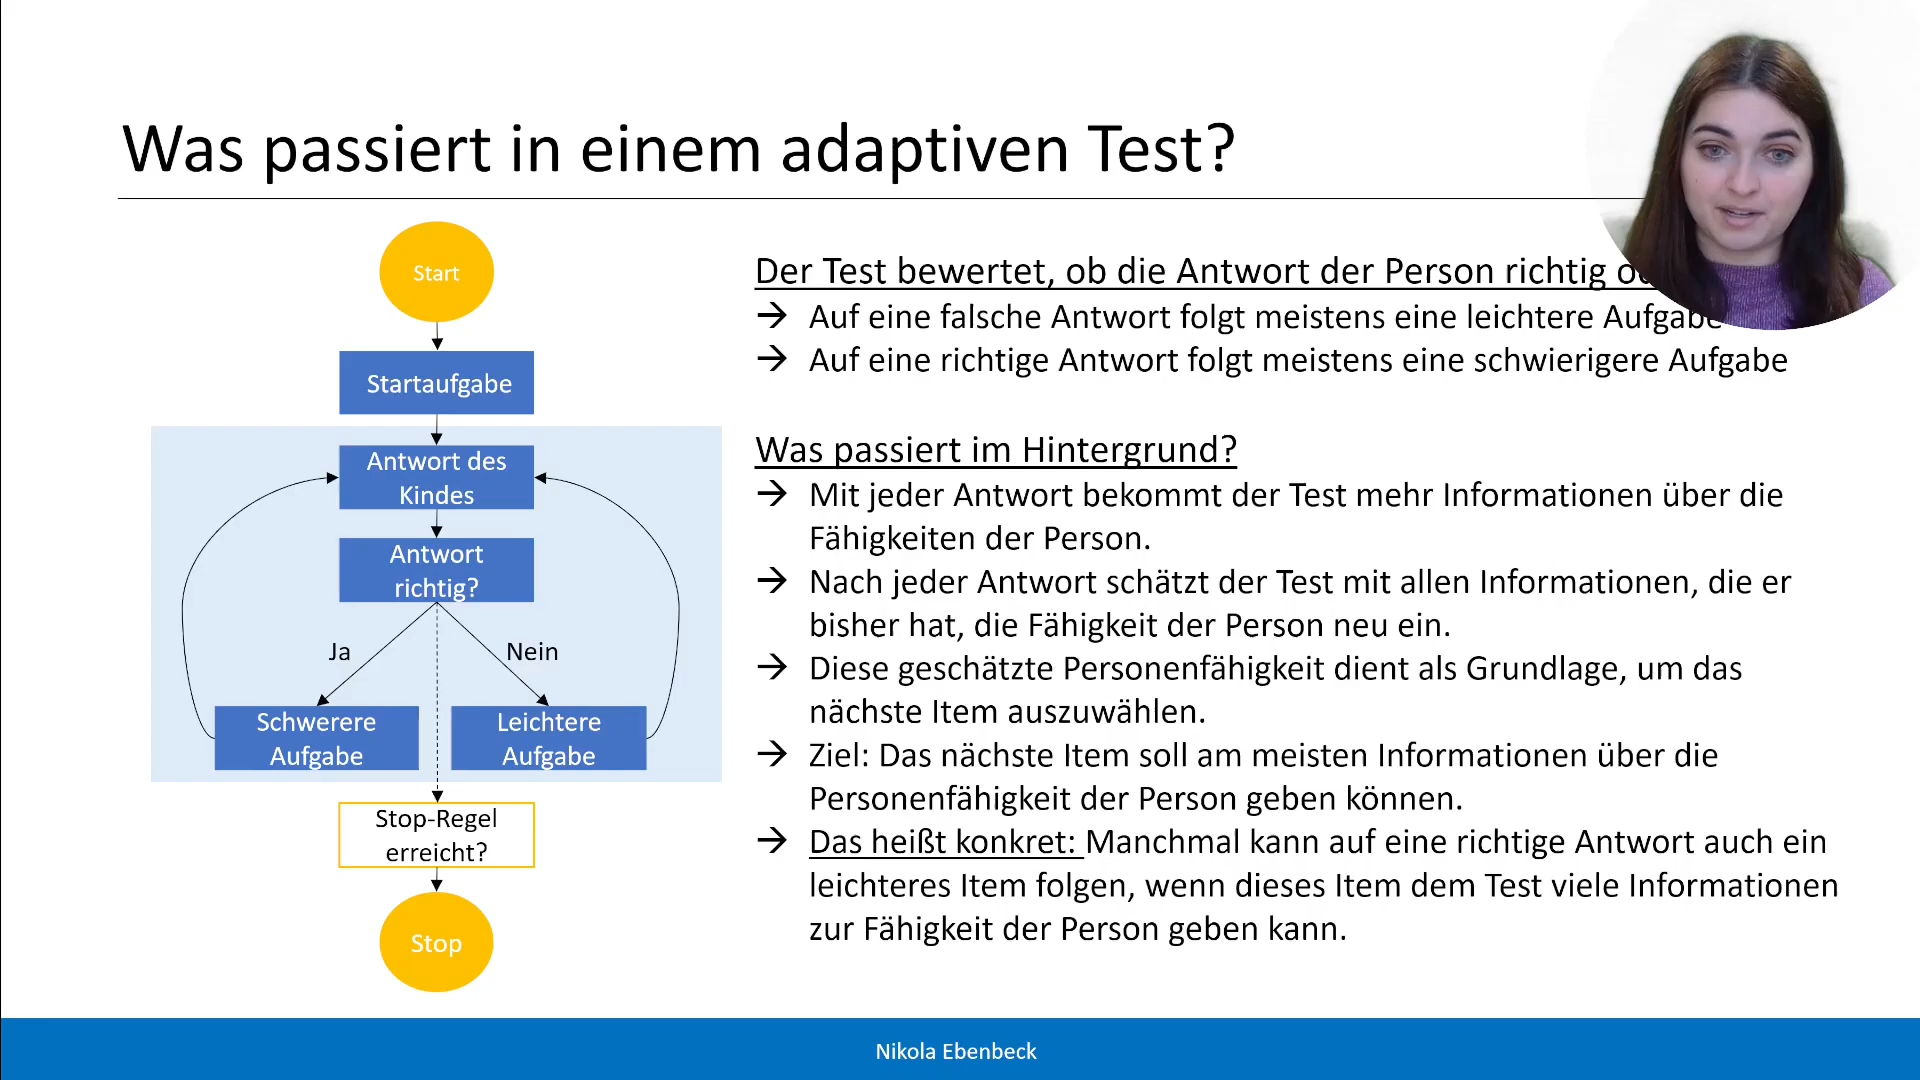 Was passiert in einem adaptiven Test?
Start
Startaufgabe
Antwort des
Kindes
Antwort
richtig?
Ja
Nein
Schwerere
Aufgabe
Leichtere
Aufgabe
Stop-Regel
erreicht?
Stop
Der Test bewertet, ob die Antwort der Person richtig
→ Auf eine falsche Antwort folgt meistens eine leichtere Aufgabe
→ Auf eine richtige Antwort folgt meistens eine schwierigere Aufgabe
Was passiert im Hintergrund?
→ Mit jeder Antwort bekommt der Test mehr Informationen über die
Fähigkeiten der Person.
→ Nach jeder Antwort schätzt der Test mit allen Informationen, die er
bisher hat, die Fähigkeit der Person neu ein.
→ Diese geschätzte Personenfähigkeit dient als Grundlage, um das
nächste Item auszuwählen.
→ Ziel: Das nächste Item soll am meisten Informationen über die
Personenfähigkeit der Person geben können.
→ Das heißt konkret: Manchmal kann auf eine richtige Antwort auch ein
leichteres Item folgen, wenn dieses Item dem Test viele Informationen
zur Fähigkeit der Person geben kann.
Nikola Ebenbeck